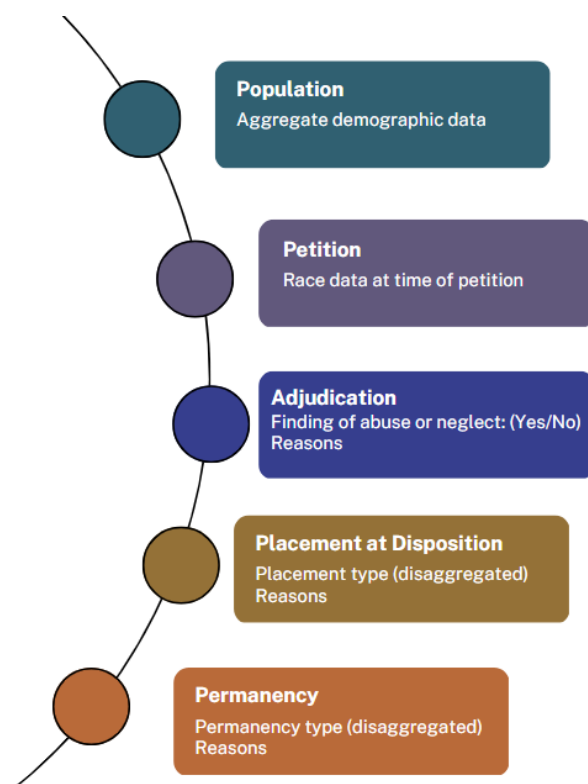 Population
Aggregate demographic data
Petition
Race data at time of petition
Adjudication
Finding of abuse or neglect: (Yes/No)
Reasons
Placement at Disposition
Placement type (disaggregated)
Reasons
Permanency
Permanency type (disaggregated)
Reasons